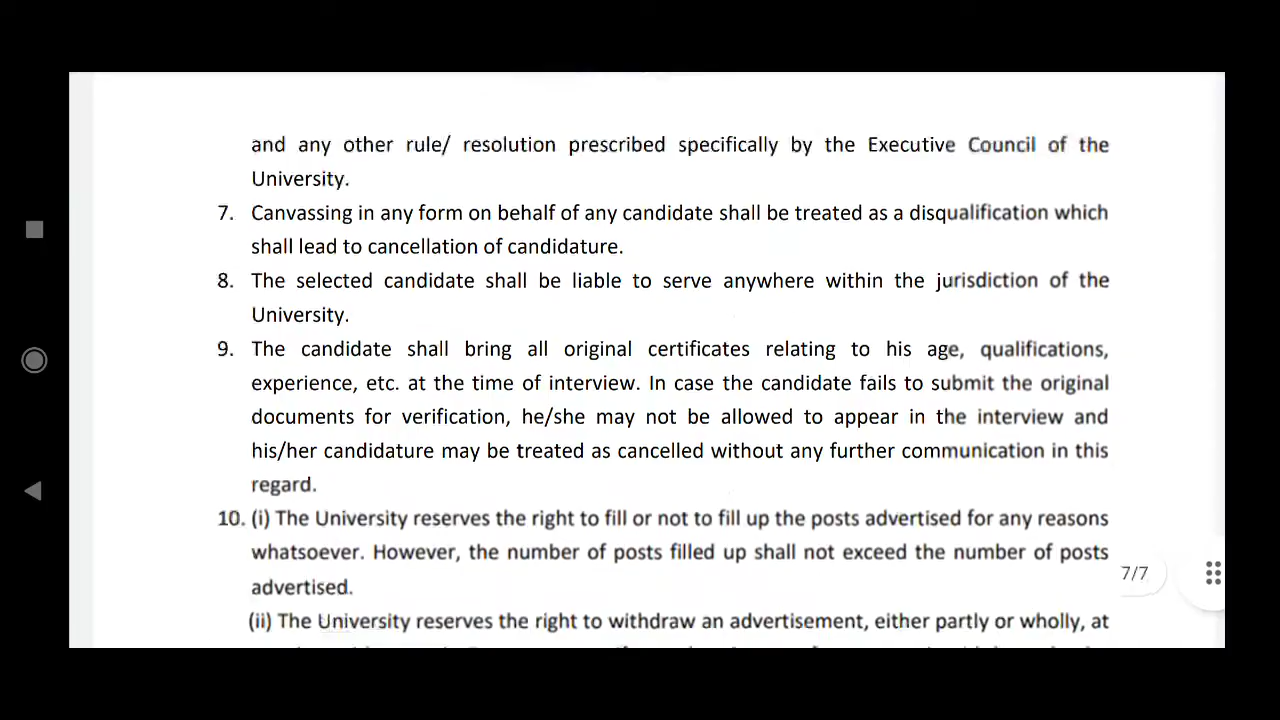 and any other rule/ resolution prescribed specifically by the Executive Council of the
University.
7. Canvassing in any form on behalf of any candidate shall be treated as a disqualification which
shall lead to cancellation of candidature.
8. The selected candidate shall be liable to serve anywhere within the jurisdiction of the
University.
9. The candidate shall bring all original certificates relating to his age, qualifications,
experience, etc. at the time of interview. In case the candidate fails to submit the original
documents for verification, he/she may not be allowed to appear in the interview and
his/her candidature may be treated as cancelled without any further communication in this
regard.
10. (i) The University reserves the right to fill or not to fill up the posts advertised for any reasons
whatsoever. However, the number of posts filled up shall not exceed the number of posts
advertised.
7/7
(ii) The University reserves the right to withdraw an advertisement, either partly or wholly, at